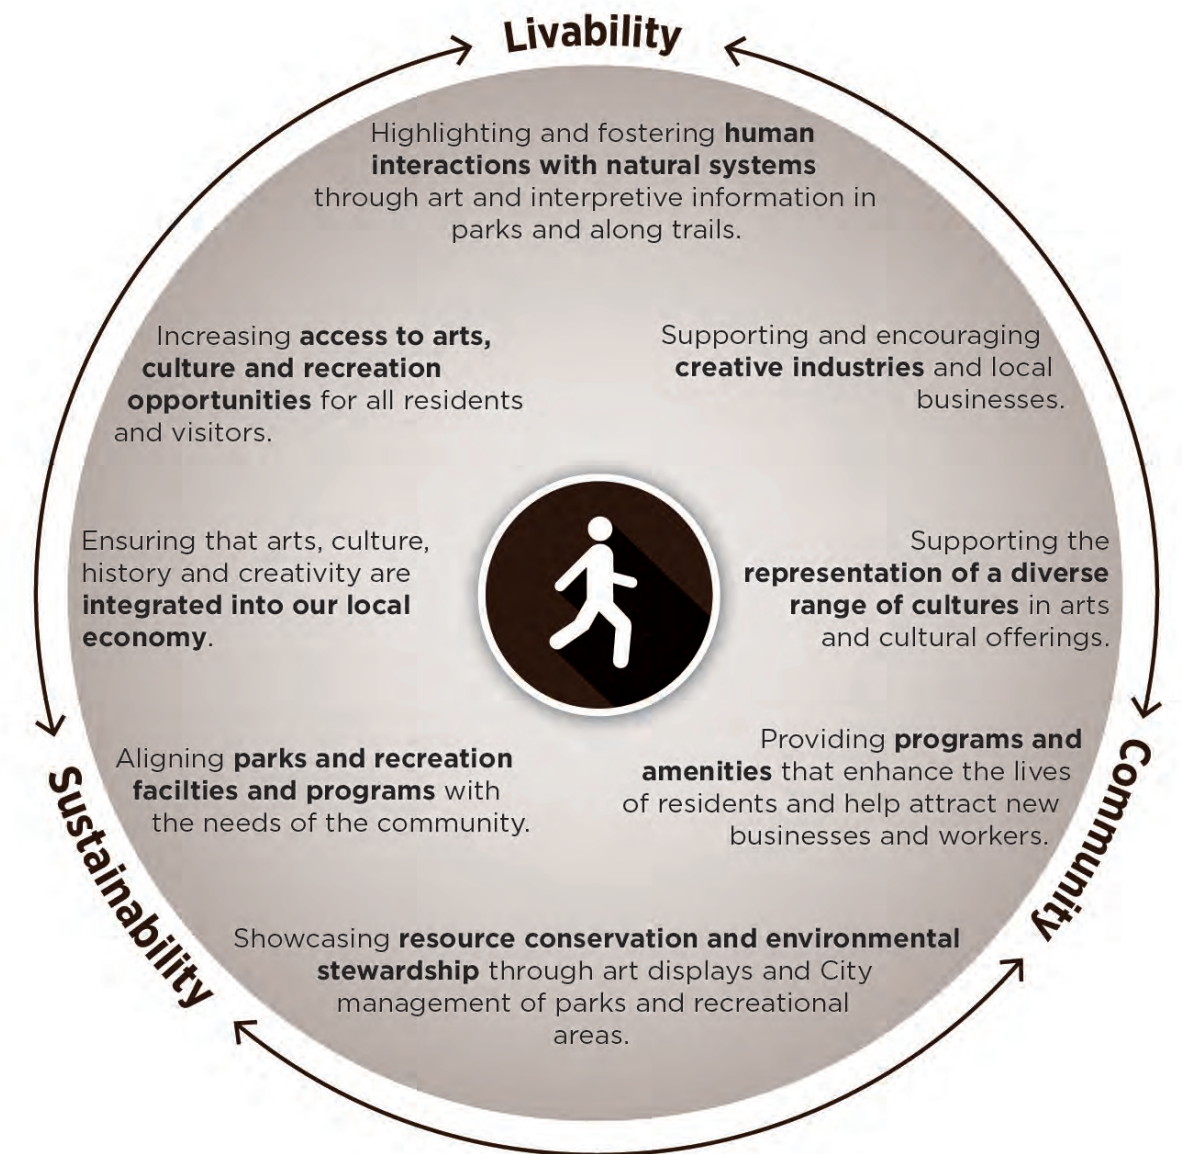 Livability
Highlighting and fostering human
interactions with natural systems
through art and interpretive information in
parks and along trails.
Increasing access to arts,
culture and recreation
opportunities for all residents
and visitors.
Supporting and encouraging
creative industries and local
businesses.
Ensuring that arts, culture,
history and creativity are
integrated into our local
economy.
Supporting the
representation of a diverse
range of cultures in arts
and cultural offerings.
Aligning parks and recreation
facilties and programs with
the needs of the community.
Providing programs and
amenities that enhance the lives
of residents and help attract new
businesses and workers.
Showcasing resource conservation and environmental
stewardship through art displays and City
management of parks and recreational
areas.
Sustainability
Community